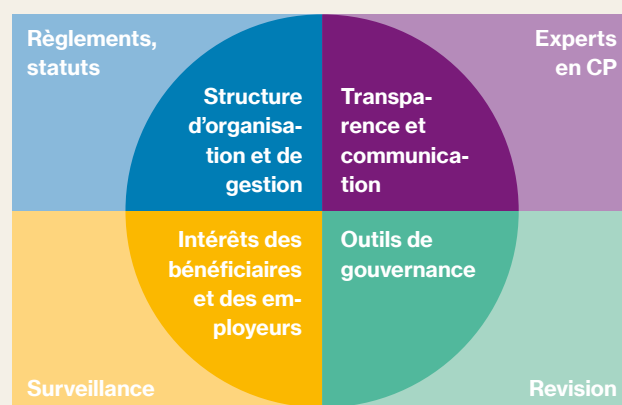 Règlements,
statuts
Experts
en CP
Structure
d'organisa-
tion et de
gestion
Transpa-
rence et
communica-
tion
Intérêts des
bénéficiaires
et des em-
ployeurs
Outils de
gouvernance
Surveillance
Revision